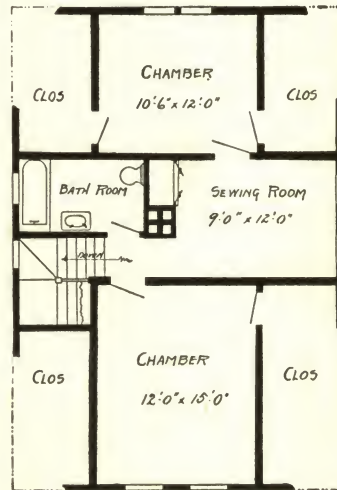 CHAMBER
10'6" x 12'0"
CLOS
CLOS
BATH ROOM
SEWING ROOM
9'0" x 12'0"
DOWN
CHAMBER
12'0" x 15'0"
CLOS
CLOS